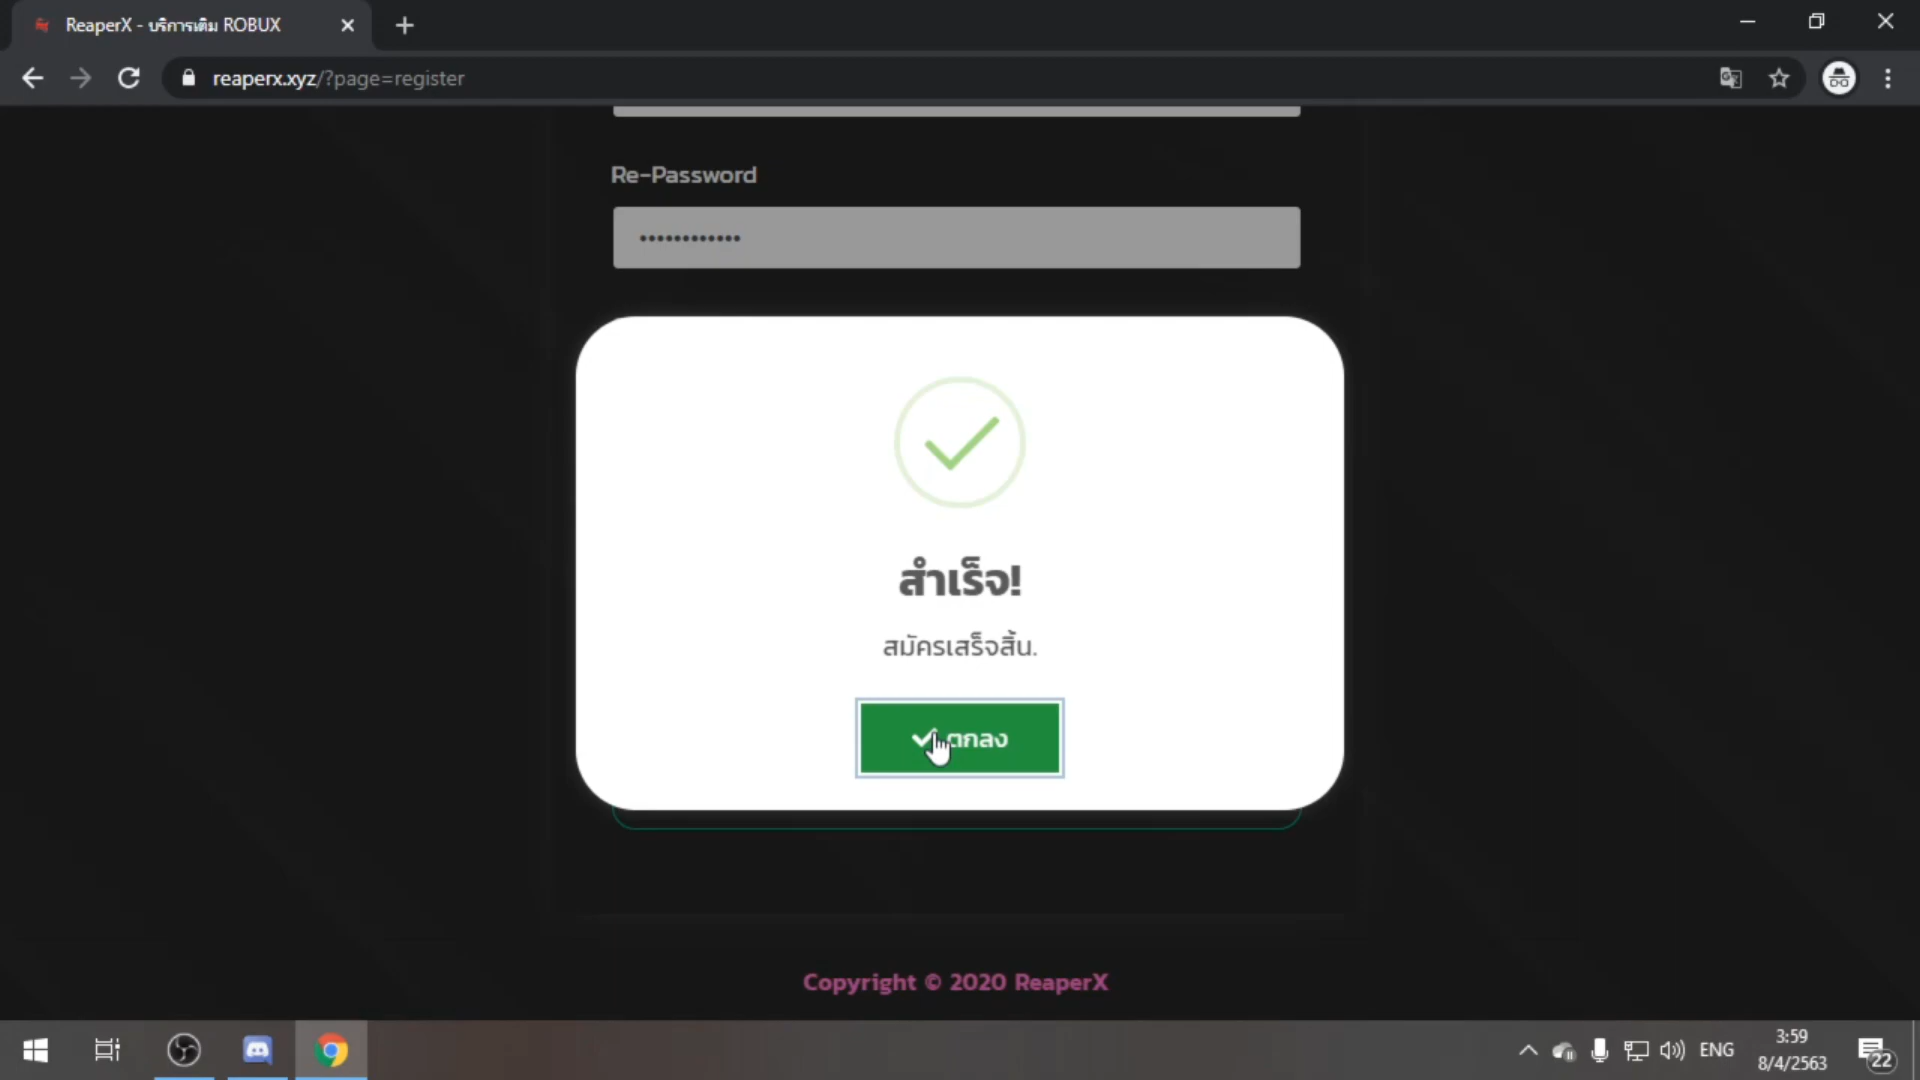 ReaperX - บริการเติม ROBUX
reaperx.xyz/?page=register
Re-Password
••••••••••••
สำเร็จ!
สมัครเสร็จสิ้น.
ตกลง
Copyright © 2020 ReaperX
ENG
3:59
8/4/2563
22